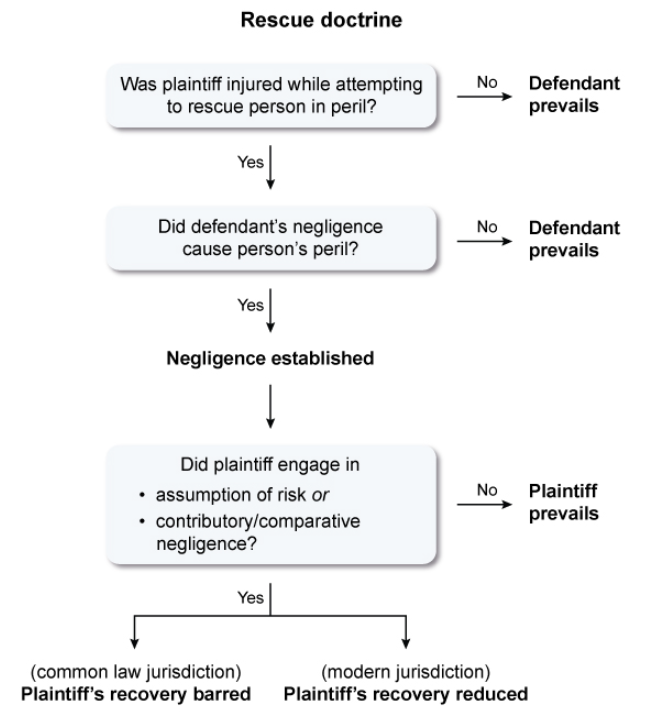 Rescue doctrine
Was plaintiff injured while attempting
to rescue person in peril?
No
Defendant
prevails
Yes
Did defendant's negligence
cause person's peril?
No
Defendant
prevails
Yes
Negligence established
Did plaintiff engage in
• assumption of risk or
• contributory/comparative
negligence?
No
Plaintiff
prevails
Yes
(common law jurisdiction)
Plaintiff's recovery barred
(modern jurisdiction)
Plaintiff's recovery reduced